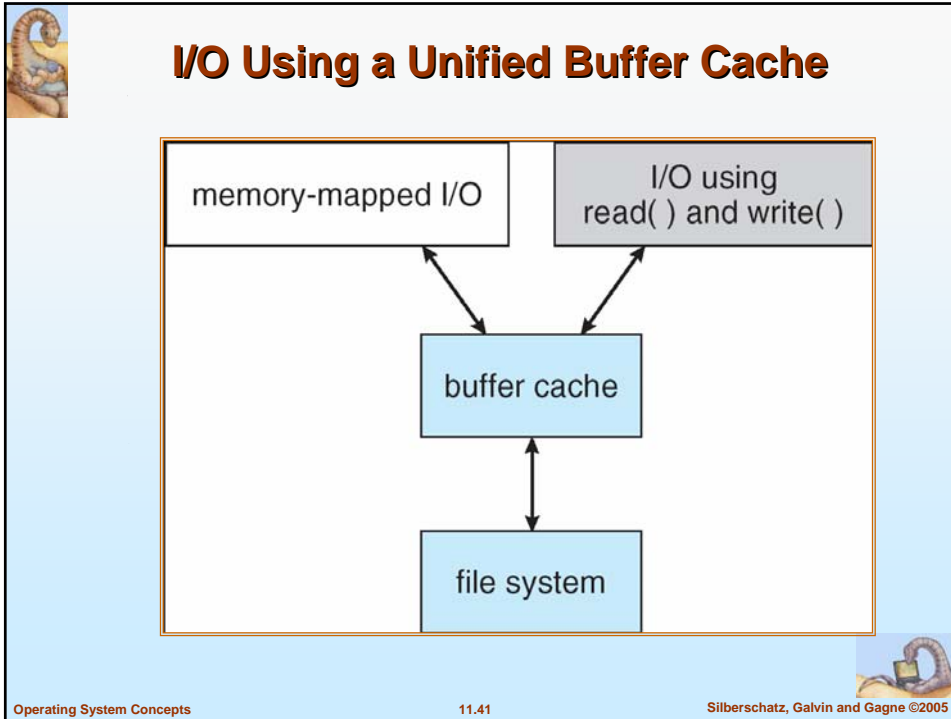 I/O Using a Unified Buffer Cache
memory-mapped I/O
I/O using
read( ) and write( )
buffer cache
file system
Operating System Concepts
11.41
Silberschatz, Galvin and Gagne ©2005